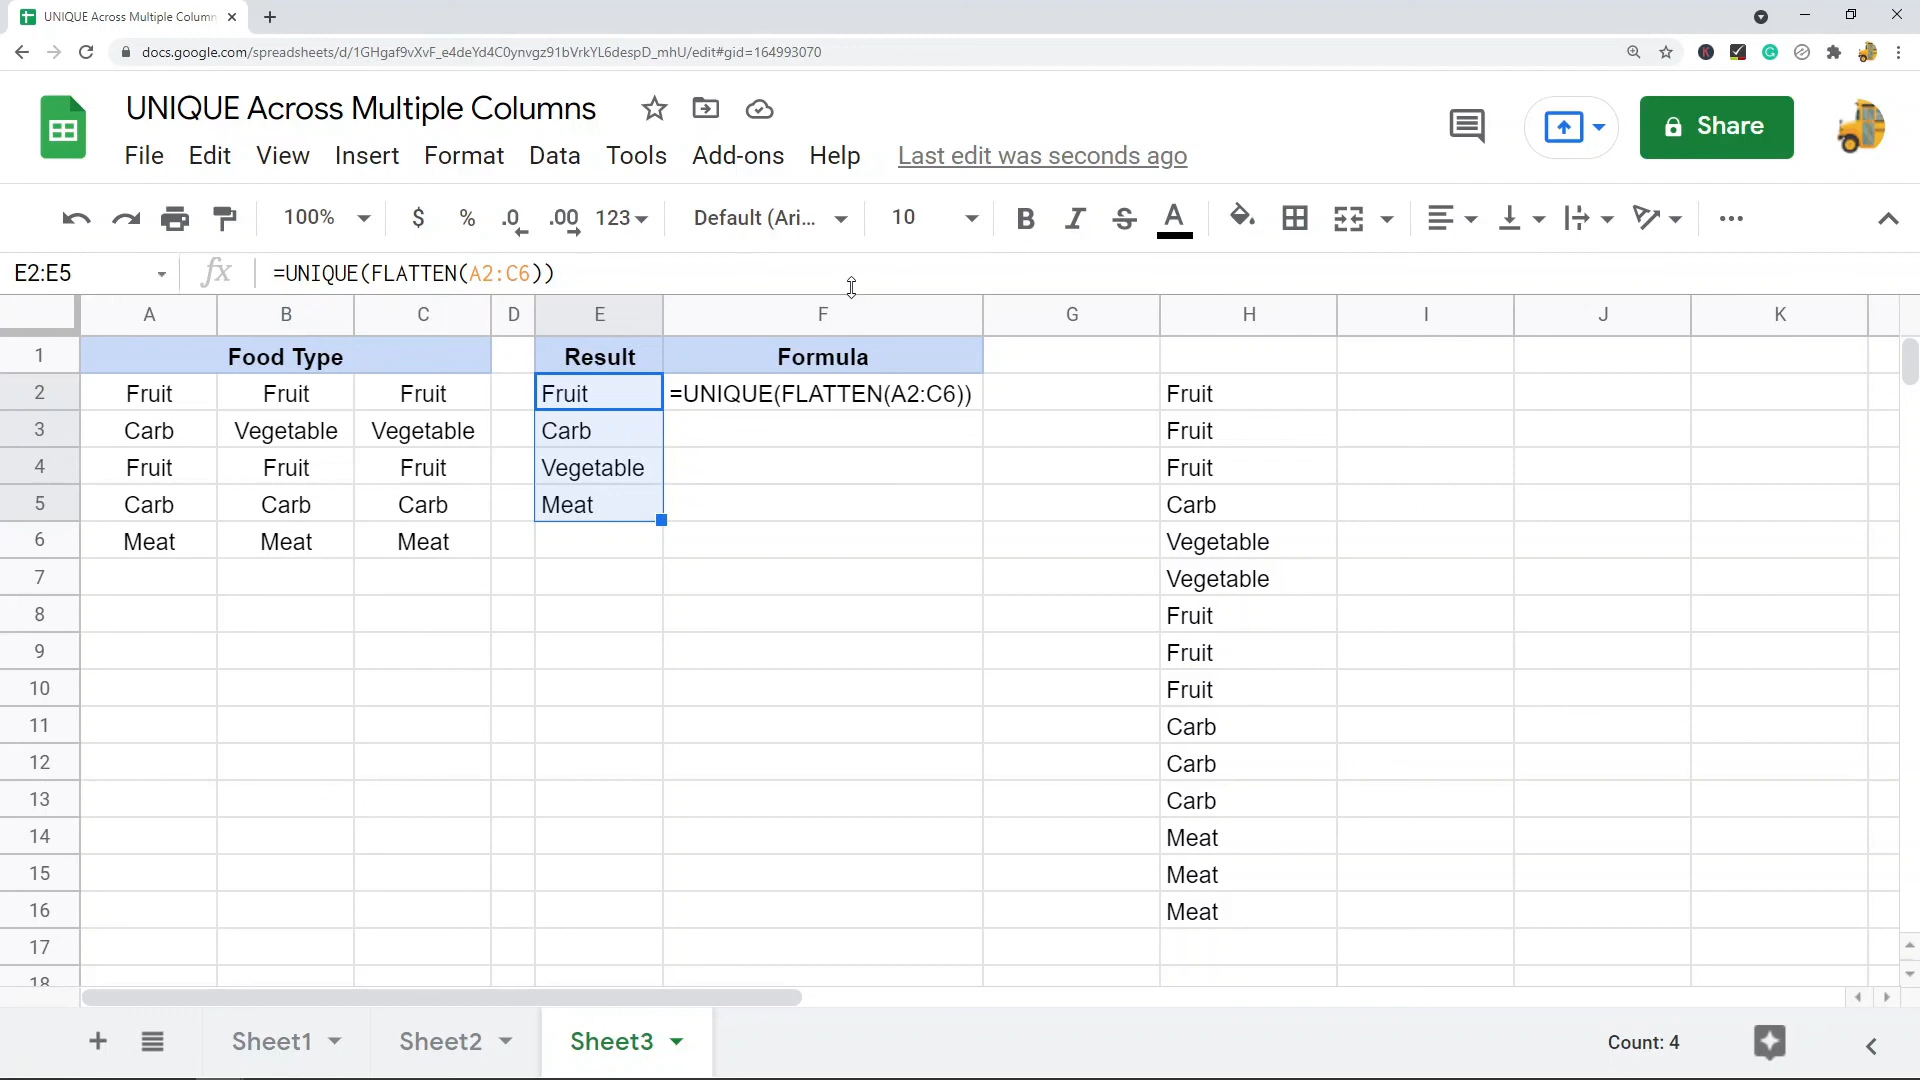 UNIQUE Across Multiple Column
docs.google.com/spreadsheets/d/1GHgaf9vXvF_e4deYd4C0ynvgz91bVrkYL6despD_mhU/edit#gid=164993070
UNIQUE Across Multiple Columns
Share
File Edit View Insert Format Data Tools Add-ons Help Last edit was seconds ago
100% $ % .0 .00 123 Default (Ari... 10 B I S A
E2:E5 fx =UNIQUE(FLATTEN(A2:C6))
A B C D E F G H I J K
1 Food Type Result Formula
2 Fruit Fruit Fruit Fruit =UNIQUE(FLATTEN(A2:C6)) Fruit
3 Carb Vegetable Vegetable Carb Fruit
4 Fruit Fruit Fruit Vegetable Fruit
5 Carb Carb Carb Meat Carb
6 Meat Meat Meat Vegetable
7 Vegetable
8 Fruit
9 Fruit
10 Fruit
11 Carb
12 Carb
13 Carb
14 Meat
15 Meat
16 Meat
17
18
Sheet1 Sheet2 Sheet3 Count: 4